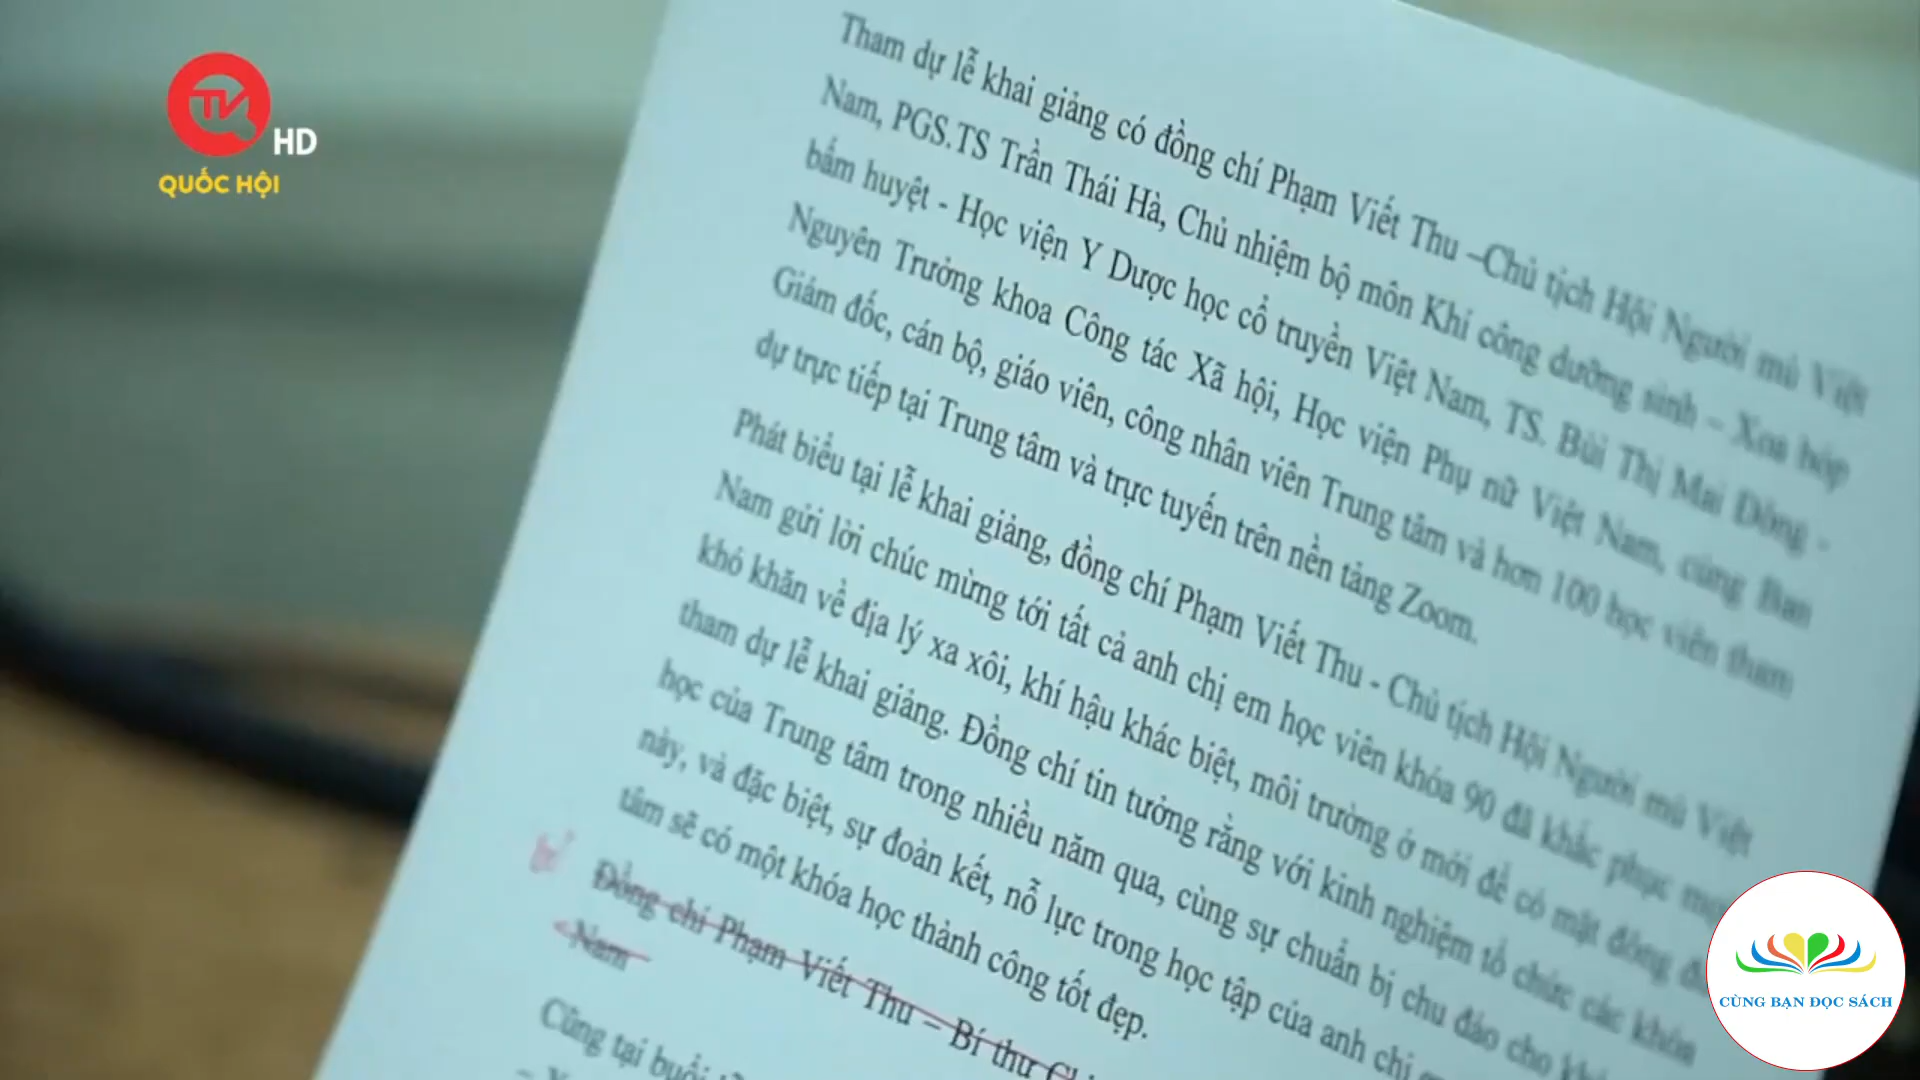 QUỐC HỘI
HD
Tham dự lễ khai giảng có đồng chí Phạm Viết Thu –Chủ tịch Hội Người mù Việt
Nam, PGS.TS Trần Thái Hà, Chủ nhiệm bộ môn Khí công dưỡng sinh – Xoa bóp
bấm huyệt - Học viện Y Dược học cổ truyền Việt Nam, TS. Bùi Thị Mai Đông -
Nguyên Trưởng khoa Công tác Xã hội, Học viện Phụ nữ Việt Nam, cùng Ban
Giám đốc, cán bộ, giáo viên, công nhân viên Trung tâm và hơn 100 học viên tham
dự trực tiếp tại Trung tâm và trực tuyến trên nền tảng Zoom.
Phát biểu tại lễ khai giảng, đồng chí Phạm Viết Thu - Chủ tịch Hội Người mù Việt
Nam gửi lời chúc mừng tới tất cả anh chị em học viên khóa 90 đã khắc phục
khó khăn về địa lý xa xôi, khí hậu khác biệt, môi trường ở mới để có mặt đông
tham dự lễ khai giảng. Đồng chí tin tưởng rằng với kinh nghiệm tổ chức các khóa
học của Trung tâm trong nhiều năm qua, cùng sự chuẩn bị chu đáo cho
này, và đặc biệt, sự đoàn kết, nỗ lực trong học tập của anh chị
tâm sẽ có một khóa học thành công tốt đẹp.
Đồng chí Phạm Viết Thu – Bí thư
Nam
Cũng tại buổi
CÙNG BẠN ĐỌC SÁCH